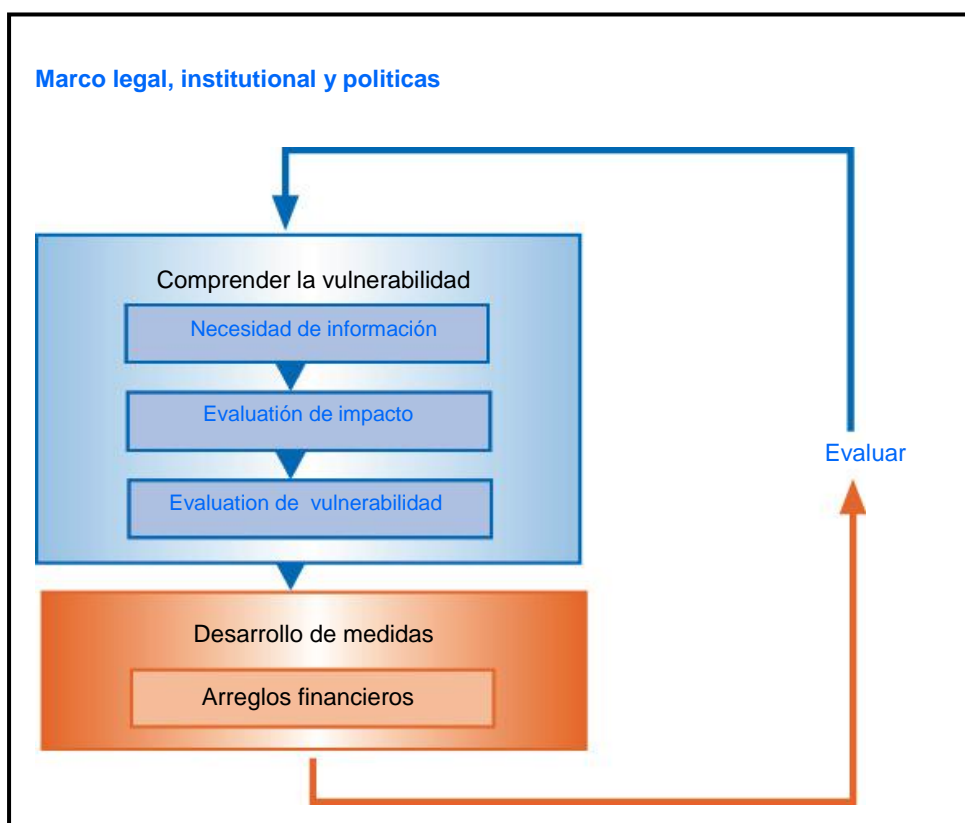 Marco legal, institutional y politicas
Comprender la vulnerabilidad
Necesidad de información
Evaluatión de impacto
Evaluation de vulnerabilidad
Evaluar
Desarrollo de medidas
Arreglos financieros